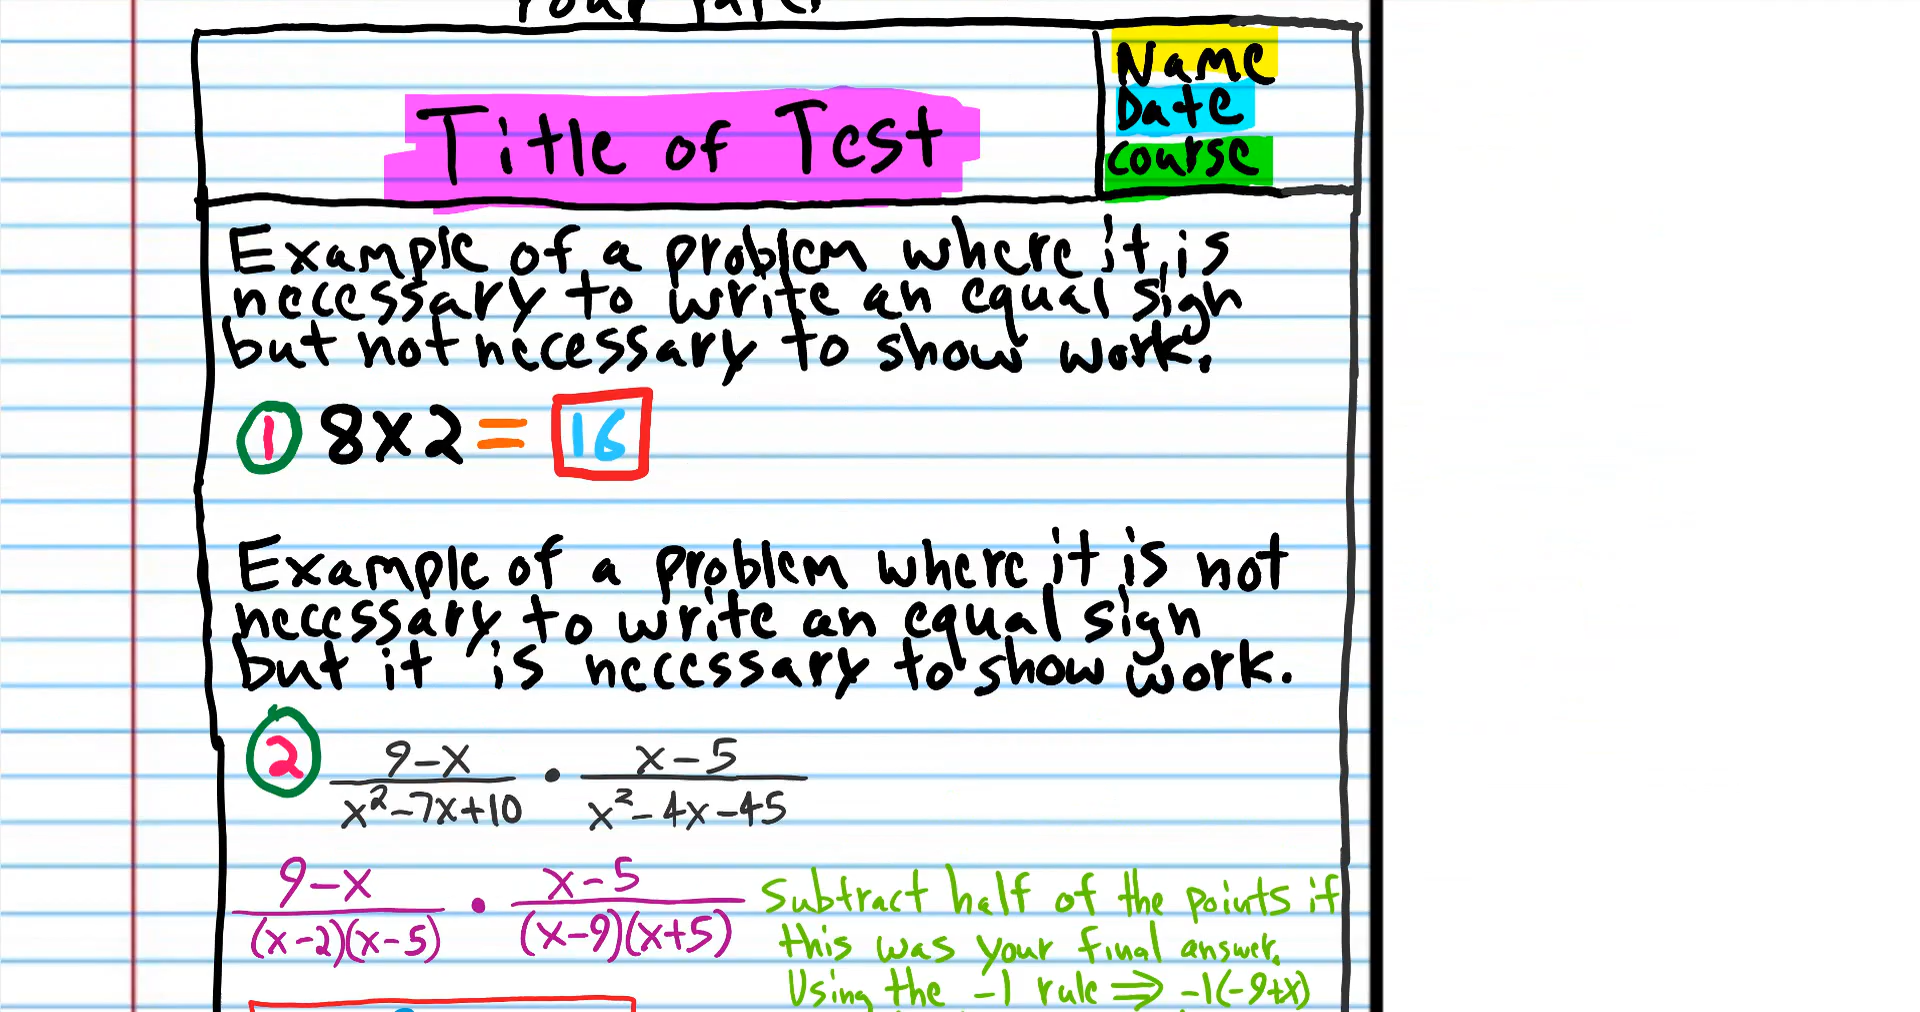 Your Paper
Title of Test
Name
Date
Course
Example of a problem where it is
necessary to write an equal sign
but not necessary to show work.
1 8x2 = 16
Example of a problem where it is not
necessary to write an equal sign
but it is necessary to show work.
2 9-x / x²-7x+10 • x-5 / x²-4x-45
9-x / (x-2)(x-5) • x-5 / (x-9)(x+5)
Subtract half of the points if
this was your final answer.
Using the -1 rule ⇒ -1(-9+x)